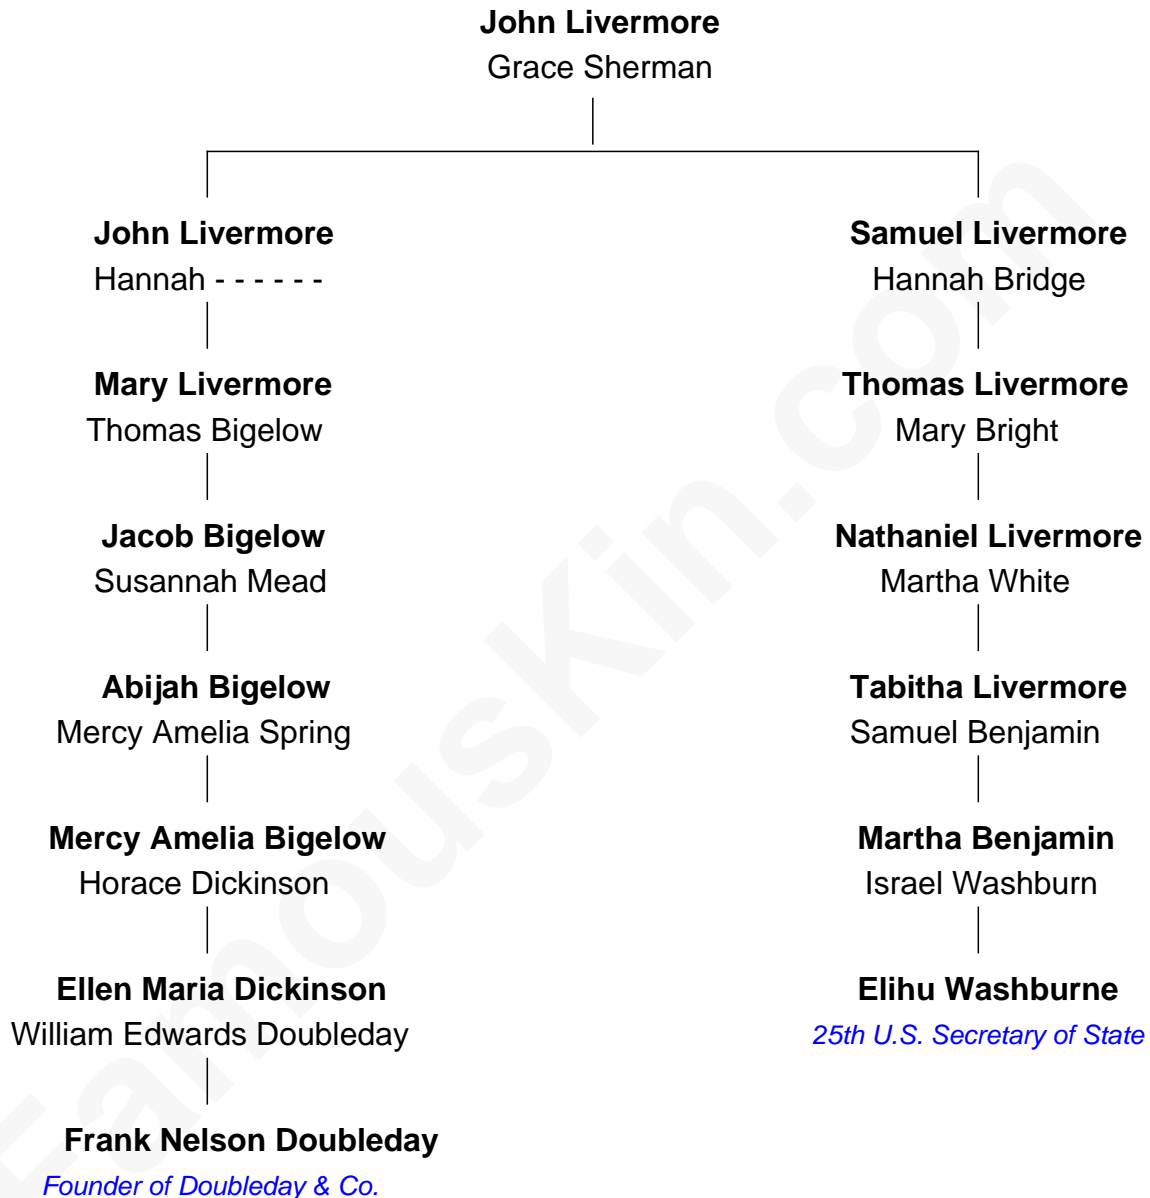 John Livermore
Grace Sherman
John Livermore
Hannah - - - - - -
Mary Livermore
Thomas Bigelow
Jacob Bigelow
Susannah Mead
Abijah Bigelow
Mercy Amelia Spring
Mercy Amelia Bigelow
Horace Dickinson
Ellen Maria Dickinson
William Edwards Doubleday
Frank Nelson Doubleday
Founder of Doubleday & Co.
Samuel Livermore
Hannah Bridge
Thomas Livermore
Mary Bright
Nathaniel Livermore
Martha White
Tabitha Livermore
Samuel Benjamin
Martha Benjamin
Israel Washburn
Elihu Washburne
25th U.S. Secretary of State
FamousKin.com